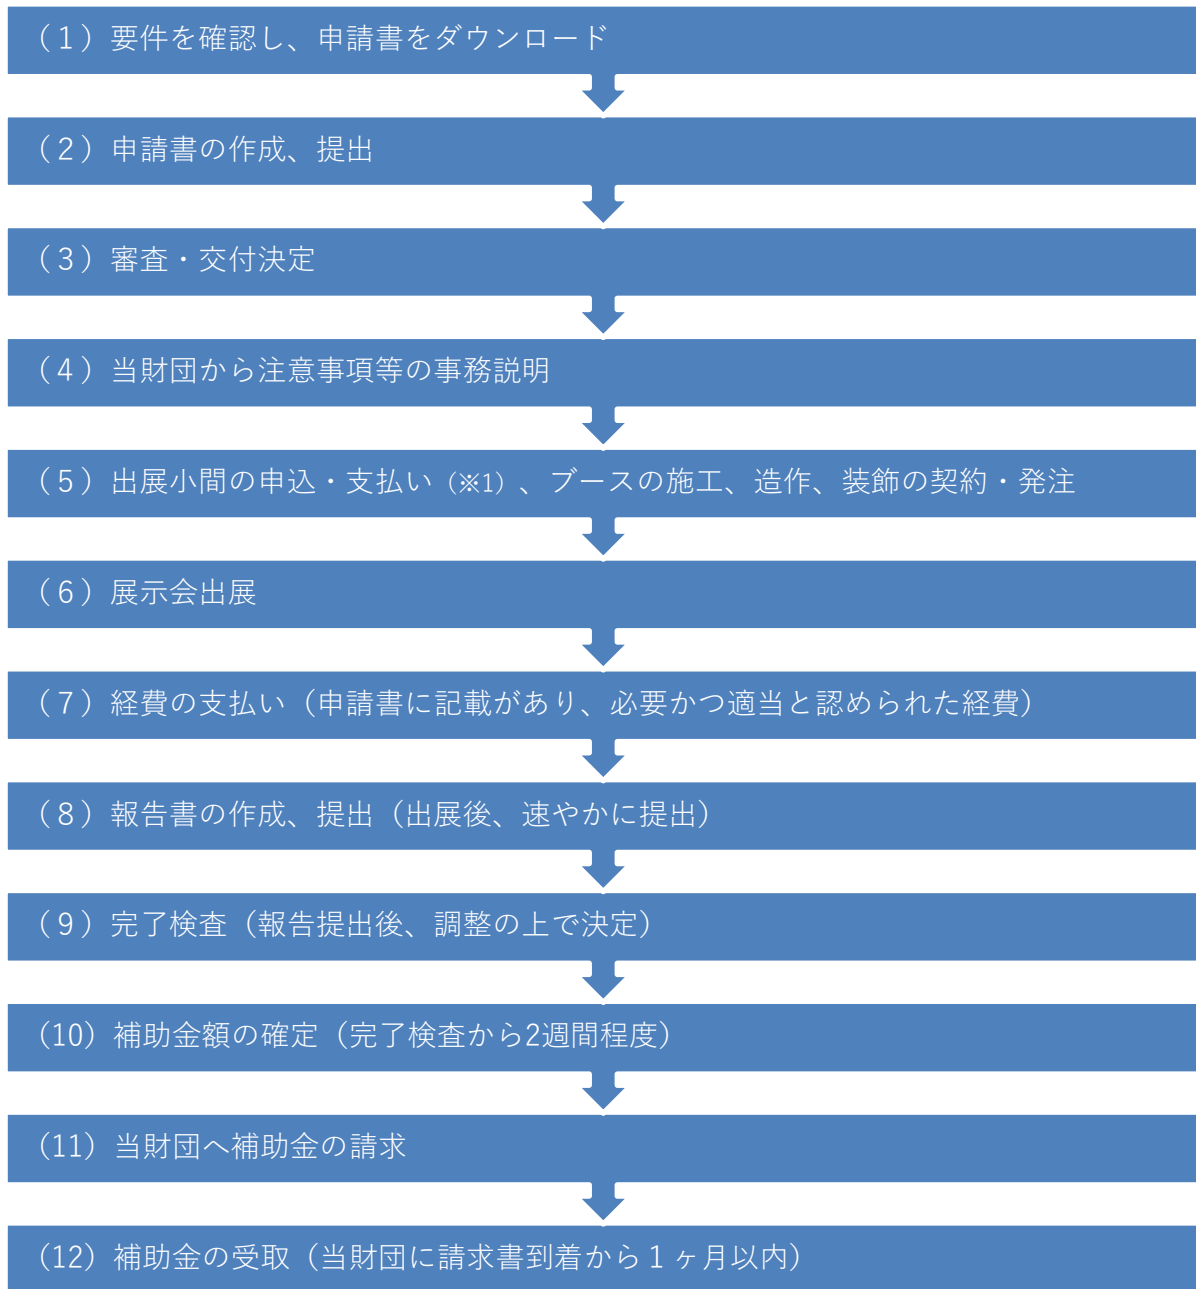 （１）要件を確認し、申請書をダウンロード
（２）申請書の作成、提出
（３）審査・交付決定
（４）当財団から注意事項等の事務説明
（５）出展小間の申込・支払い（※1）、ブースの施工、造作、装飾の契約・発注
（６）展示会出展
（７）経費の支払い（申請書に記載があり、必要かつ適当と認められた経費）
（８）報告書の作成、提出（出展後、速やかに提出）
（９）完了検査（報告提出後、調整の上で決定）
（10）補助金額の確定（完了検査から2週間程度）
（11）当財団へ補助金の請求
（12）補助金の受取（当財団に請求書到着から１ヶ月以内）